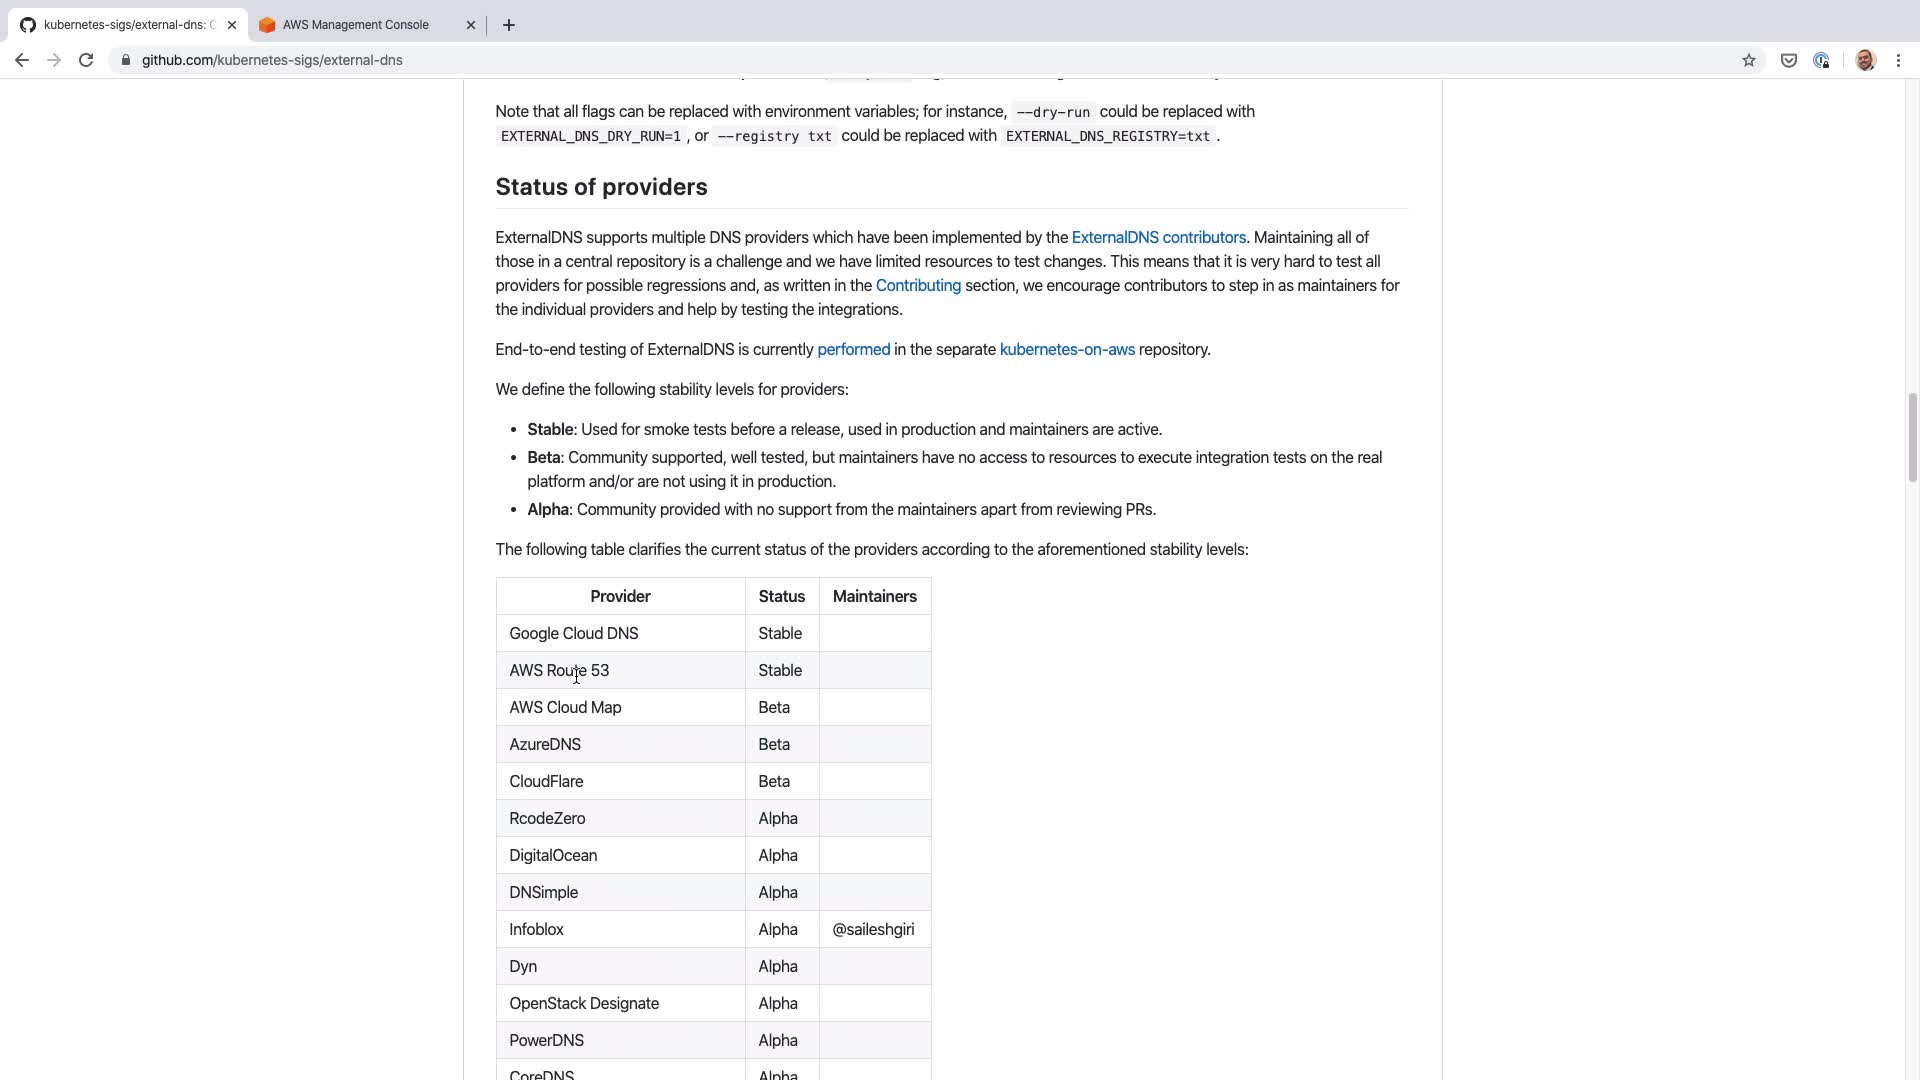 kubernetes-sigs/external-dns: C
AWS Management Console
github.com/kubernetes-sigs/external-dns
Note that all flags can be replaced with environment variables; for instance, --dry-run could be replaced with
EXTERNAL_DNS_DRY_RUN=1 , or --registry txt could be replaced with EXTERNAL_DNS_REGISTRY=txt .
Status of providers
ExternalDNS supports multiple DNS providers which have been implemented by the ExternalDNS contributors. Maintaining all of
those in a central repository is a challenge and we have limited resources to test changes. This means that it is very hard to test all
providers for possible regressions and, as written in the Contributing section, we encourage contributors to step in as maintainers for
the individual providers and help by testing the integrations.
End-to-end testing of ExternalDNS is currently performed in the separate kubernetes-on-aws repository.
We define the following stability levels for providers:
• Stable: Used for smoke tests before a release, used in production and maintainers are active.
• Beta: Community supported, well tested, but maintainers have no access to resources to execute integration tests on the real
platform and/or are not using it in production.
• Alpha: Community provided with no support from the maintainers apart from reviewing PRs.
The following table clarifies the current status of the providers according to the aforementioned stability levels:
Provider Status Maintainers
Google Cloud DNS Stable
AWS Route 53 Stable
AWS Cloud Map Beta
AzureDNS Beta
CloudFlare Beta
RcodeZero Alpha
DigitalOcean Alpha
DNSimple Alpha
Infoblox Alpha @saileshgiri
Dyn Alpha
OpenStack Designate Alpha
PowerDNS Alpha
CoreDNS Alpha